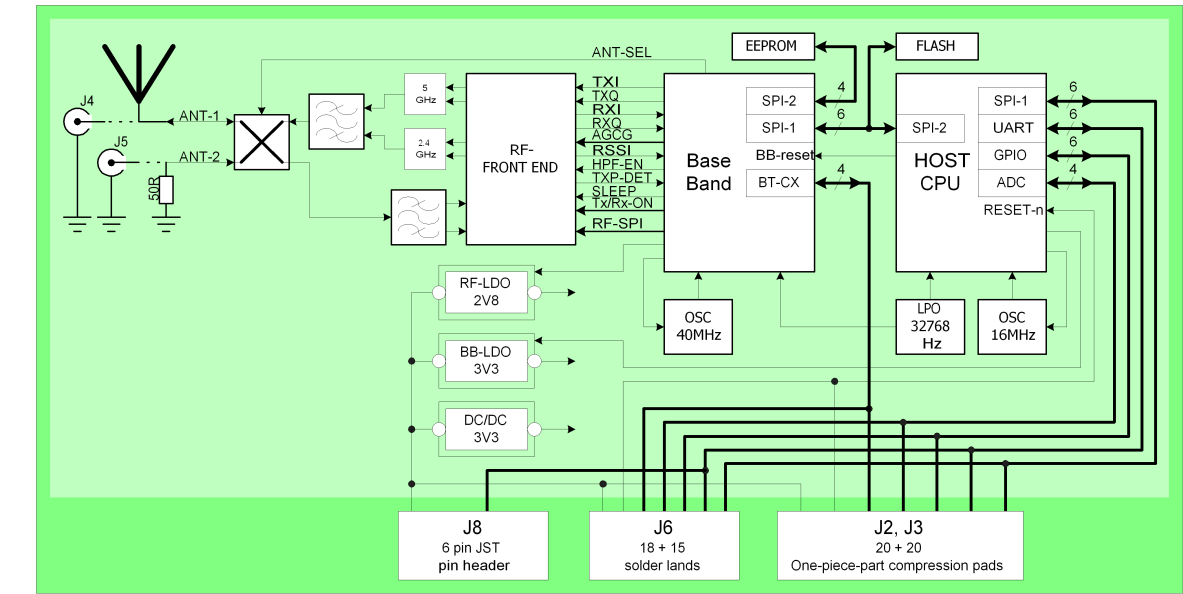 EEPROM
FLASH
ANT-SEL
J4
5
GHz
TXI
TXQ
RXI
RXQ
AGCG
RSSI
HPF-EN
TXP-DET
SLEEP
Tx/Rx-ON
RF-SPI
4
6
SPI-2
SPI-1
BB-reset
BT-CX
4
Base
Band
SPI-2
HOST
CPU
SPI-1
UART
GPIO
ADC
RESET-n
6
6
6
4
ANT-1
J5
ANT-2
50R
2.4
GHz
RF-
FRONT END
RF-LDO
2V8
OSC
40MHz
LPO
32768
Hz
OSC
16MHz
BB-LDO
3V3
DC/DC
3V3
J8
6 pin JST
pin header
J6
18 + 15
solder lands
J2, J3
20 + 20
One-piece-part compression pads